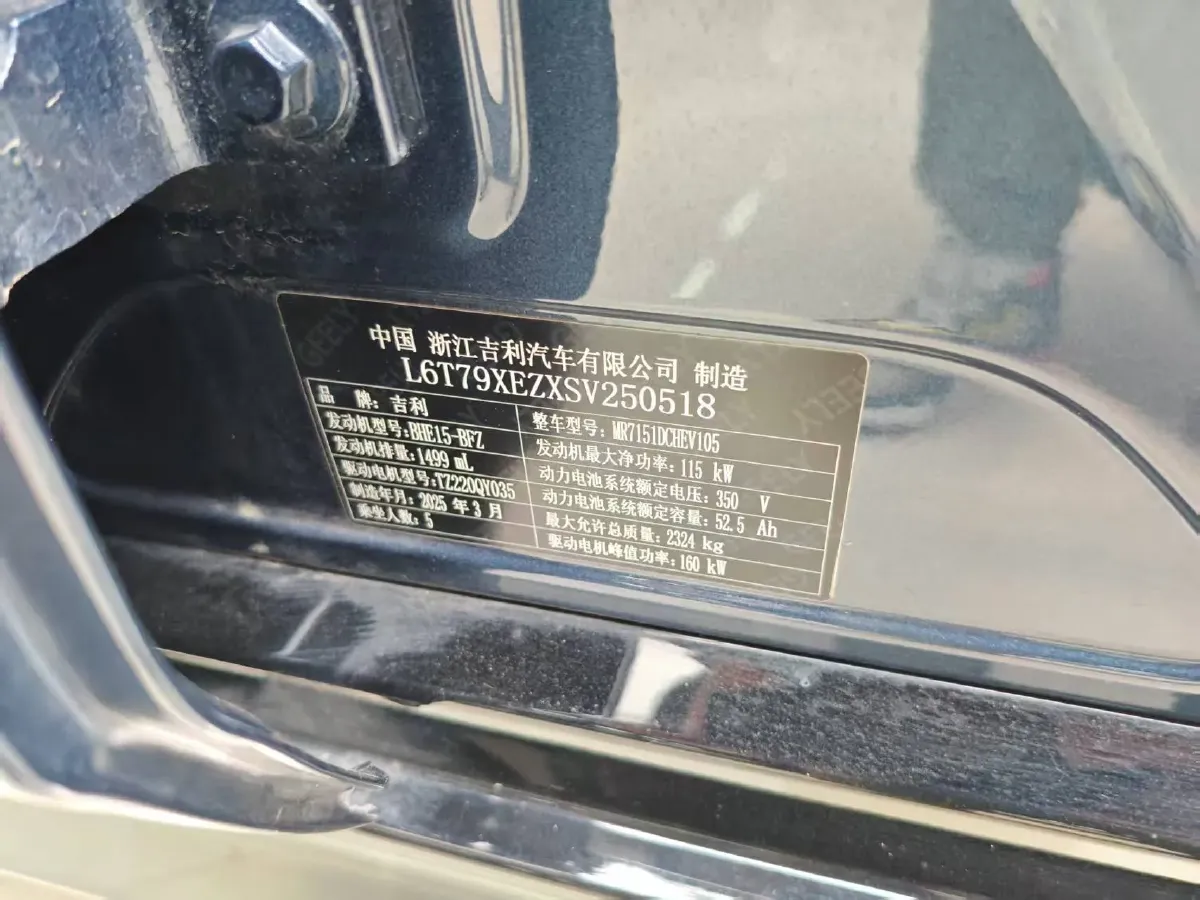 中国 浙江吉利汽车有限公司 制造
L6T79XEZXSV250518
品 牌: 吉利
整车型号: MR7151DCHEV105
发动机型号: BHE15-BFZ
发动机最大净功率: 115 kW
发动机排量: 1499 mL
动力电池系统额定电压: 350 V
驱动电机型号: TZ220QY035
动力电池系统额定容量: 52.5 Ah
制造年月: 2025 年 3 月
最大允许总质量: 2324 kg
乘坐人数: 5
驱动电机峰值功率: 160 kW
GEELY
GEELY